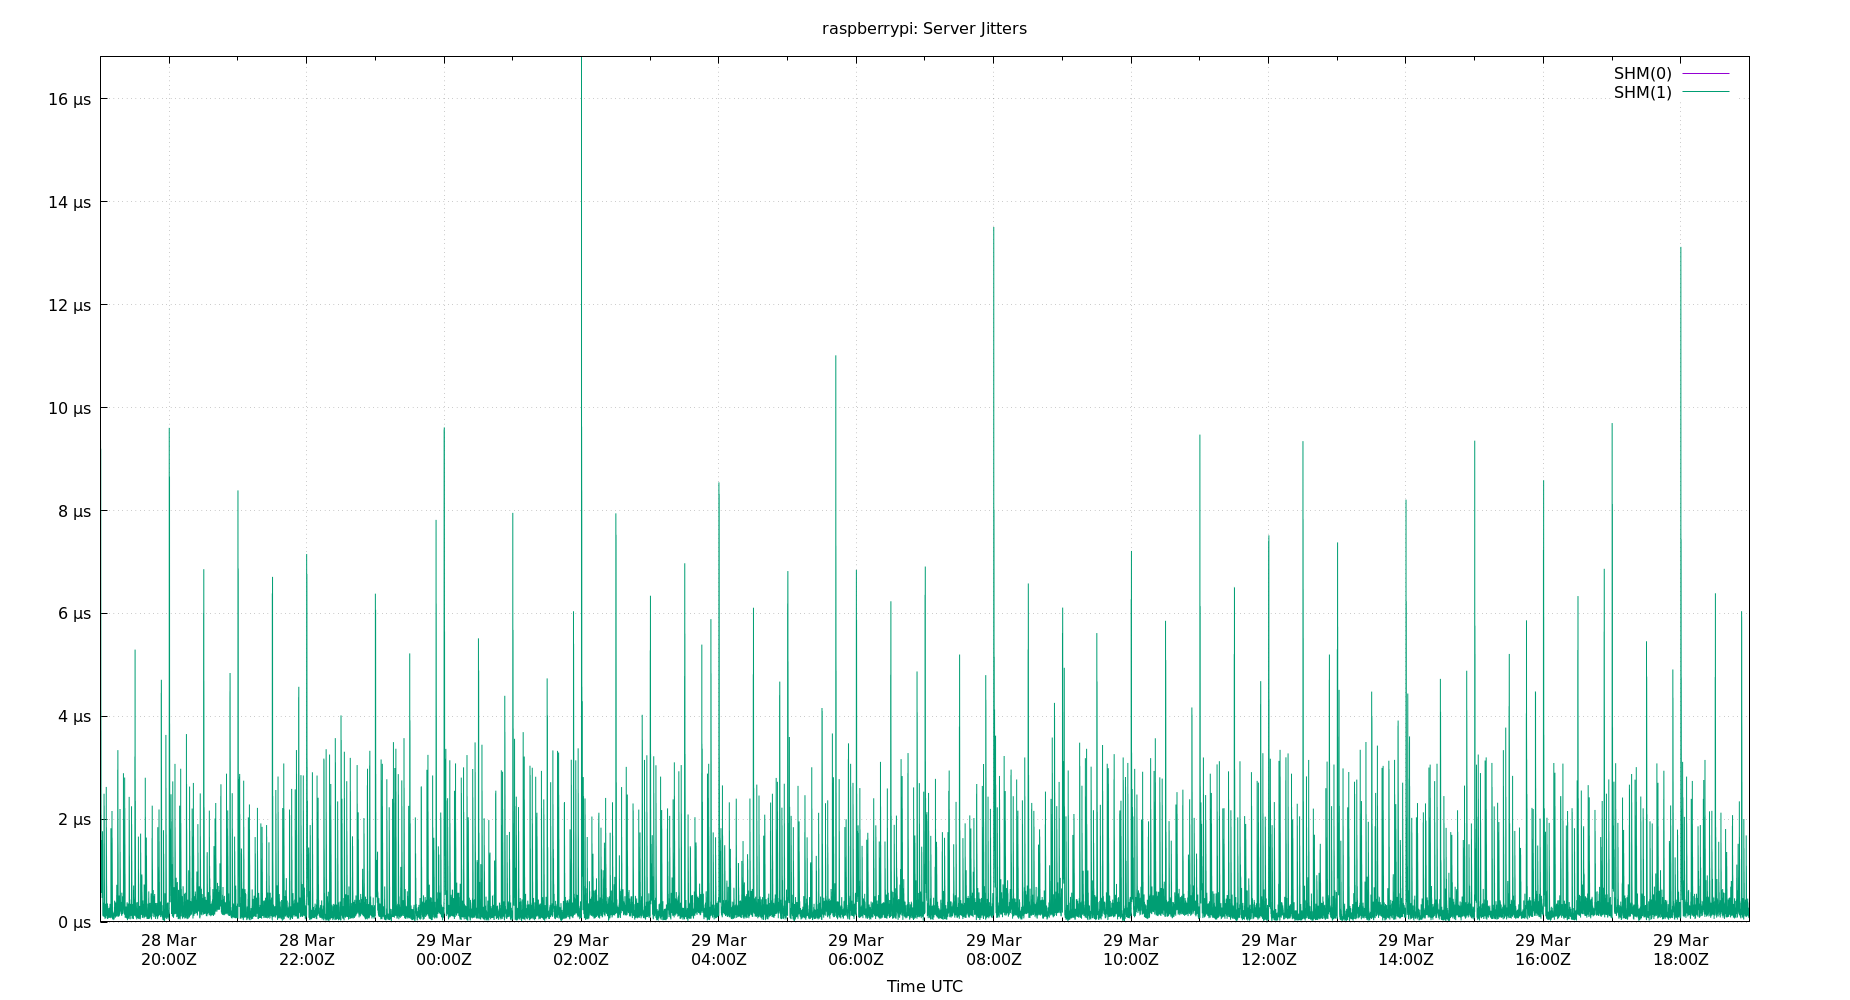 raspberrypi: Server Jitters
SHM(0)
SHM(1)
16 µs
14 µs
12 µs
10 µs
8 µs
6 µs
4 µs
2 µs
0 µs
28 Mar 28 Mar 29 Mar 29 Mar 29 Mar 29 Mar 29 Mar 29 Mar 29 Mar 29 Mar 29 Mar 29 Mar
20:00Z 22:00Z 00:00Z 02:00Z 04:00Z 06:00Z 08:00Z 10:00Z 12:00Z 14:00Z 16:00Z 18:00Z
Time UTC